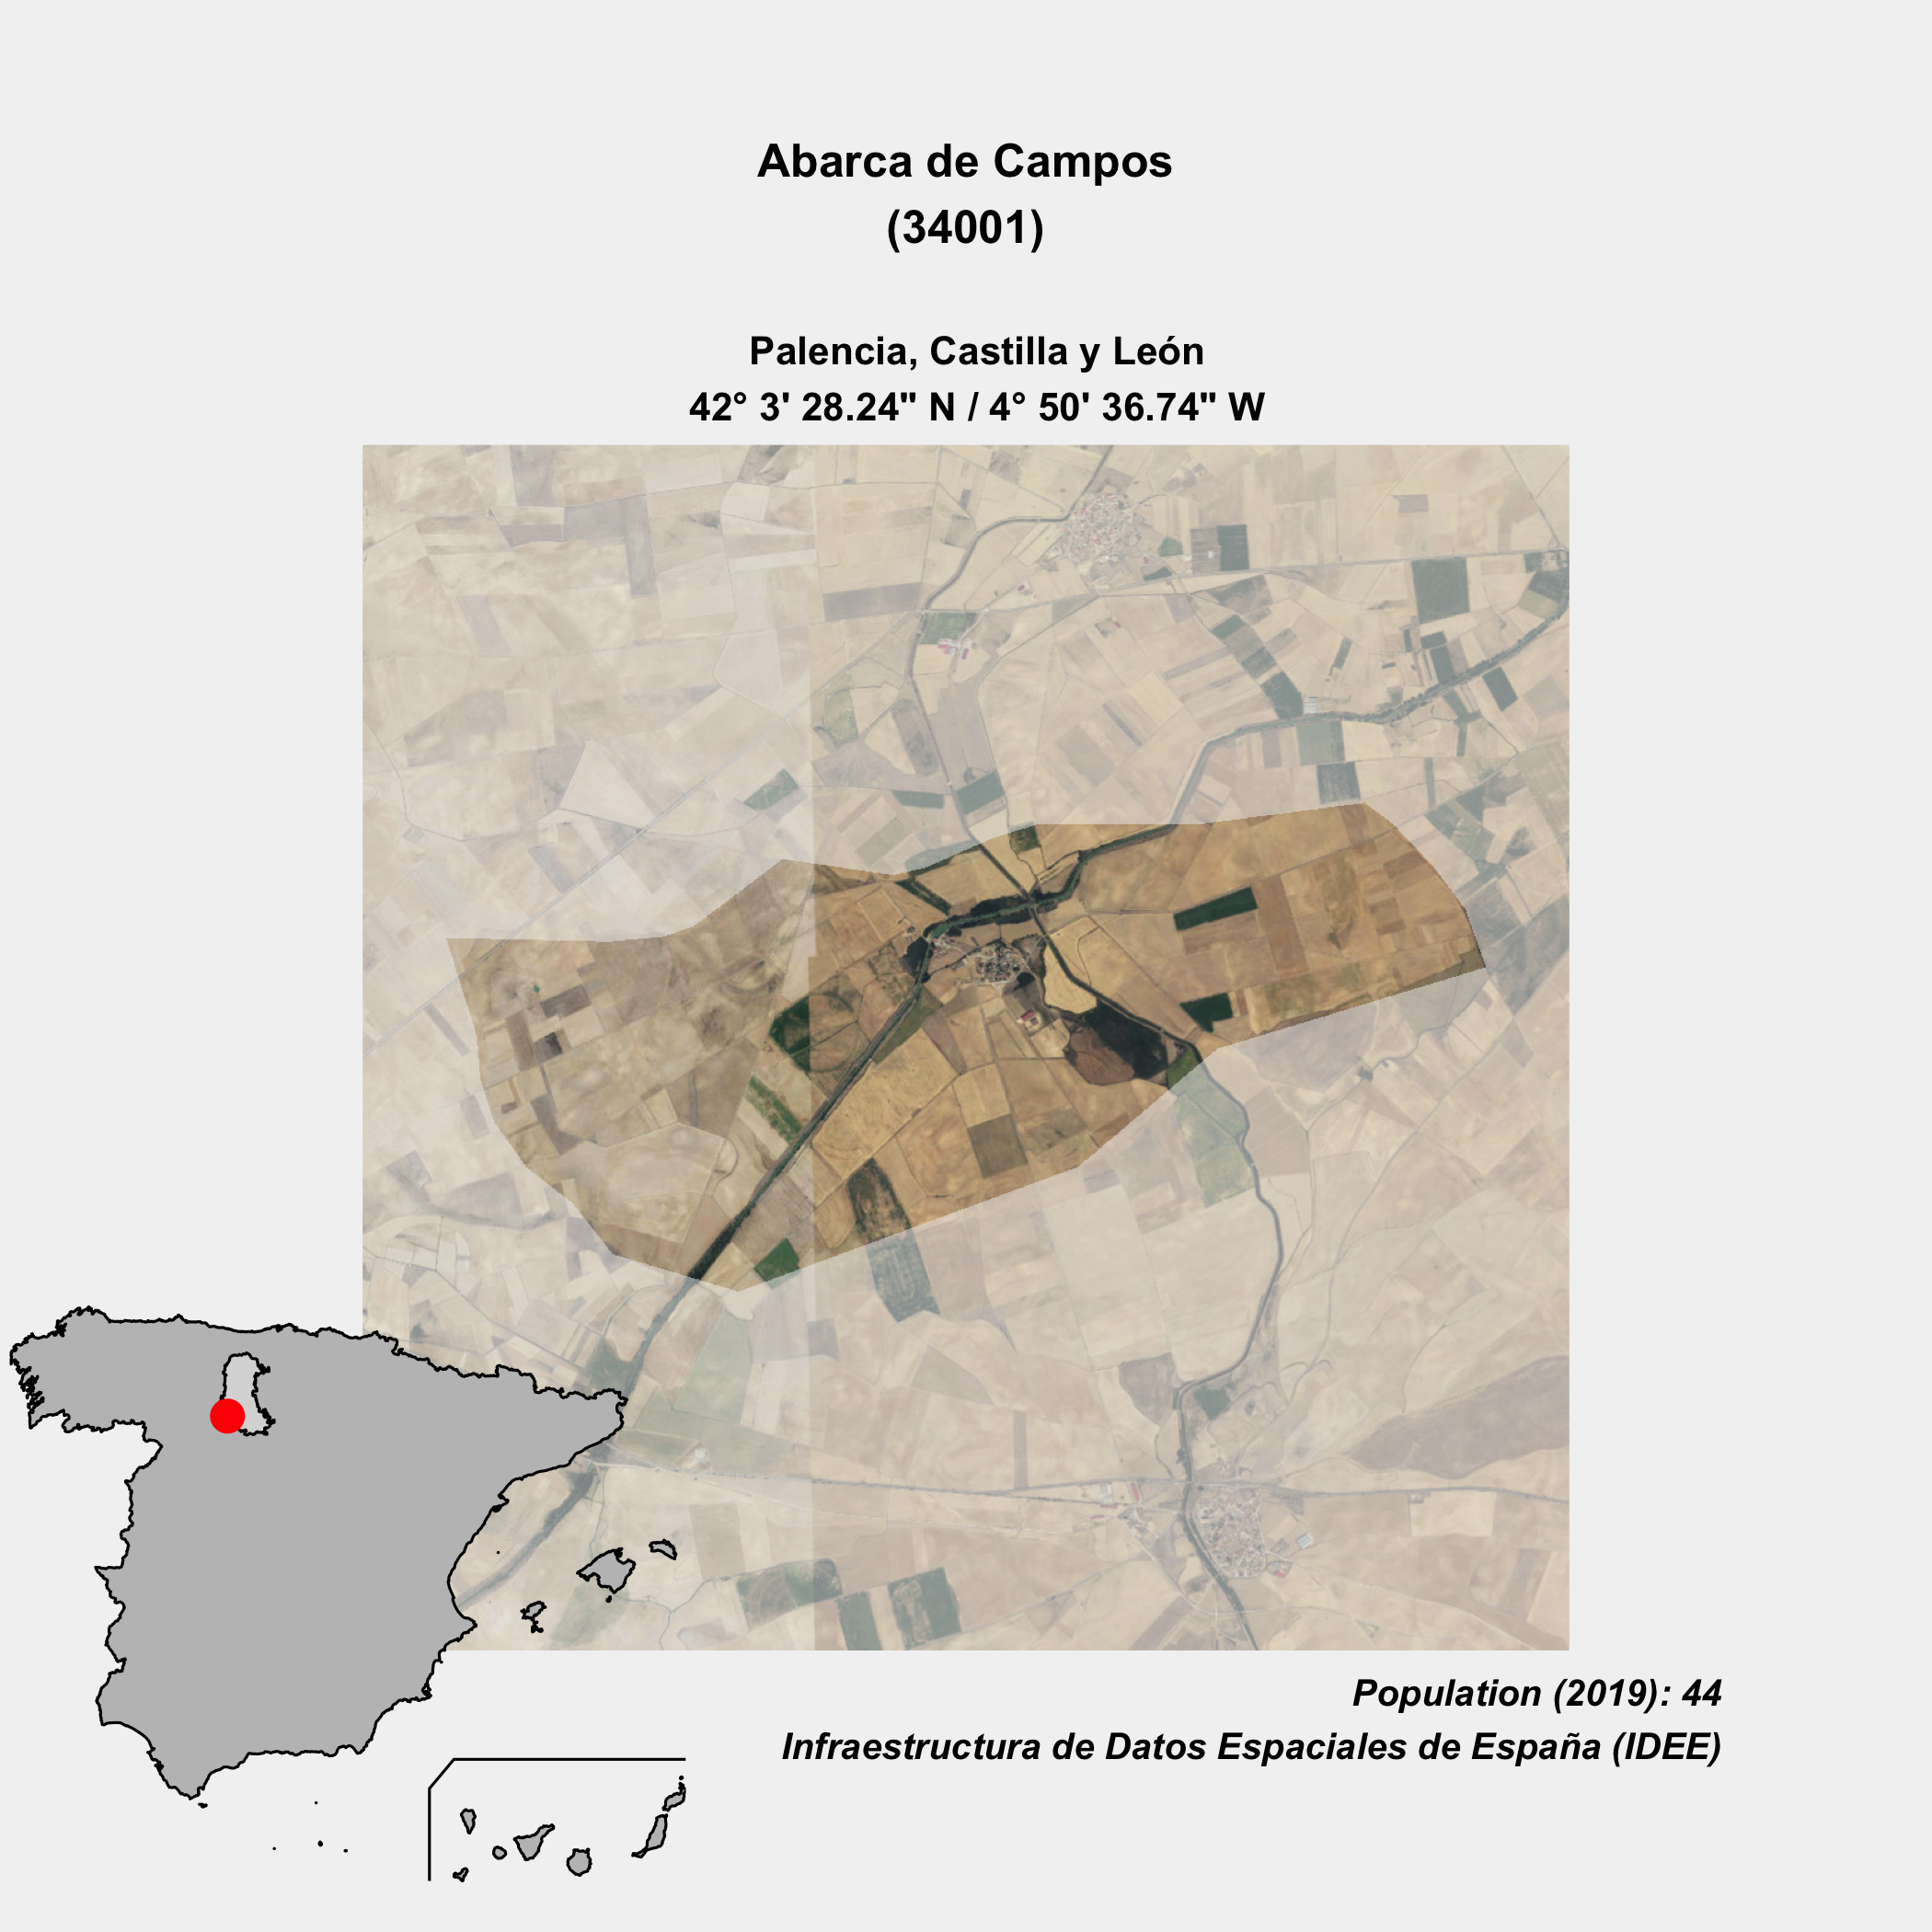 Abarca de Campos
(34001)
Palencia, Castilla y León
42° 3' 28.24" N / 4° 50' 36.74" W
Population (2019): 44
Infraestructura de Datos Espaciales de España (IDEE)